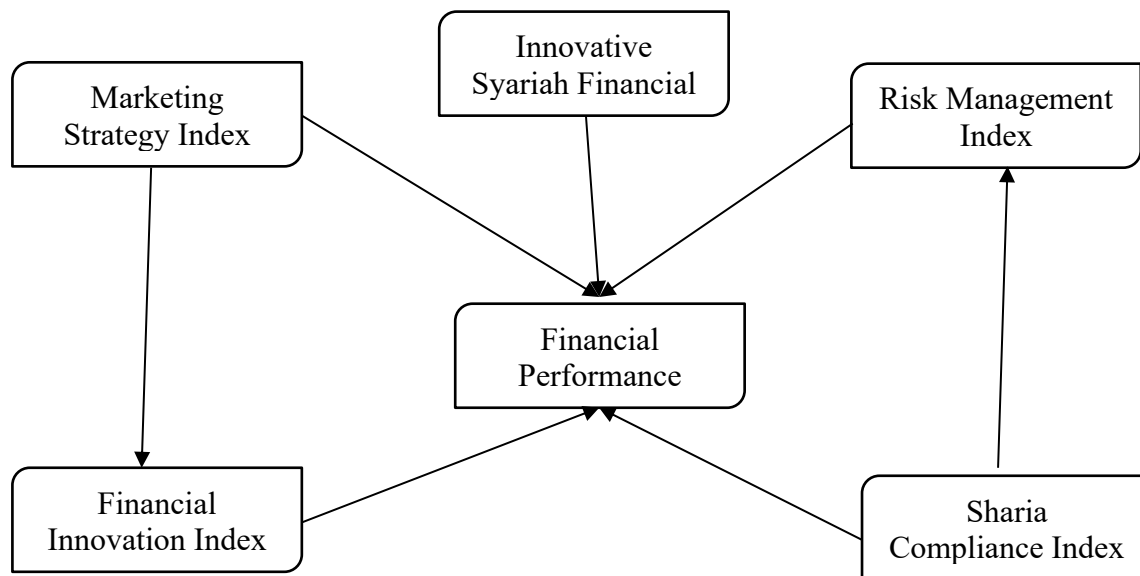 Innovative
Syariah Financial
Marketing
Strategy Index
Risk Management
Index
Financial
Performance
Financial
Innovation Index
Sharia
Compliance Index